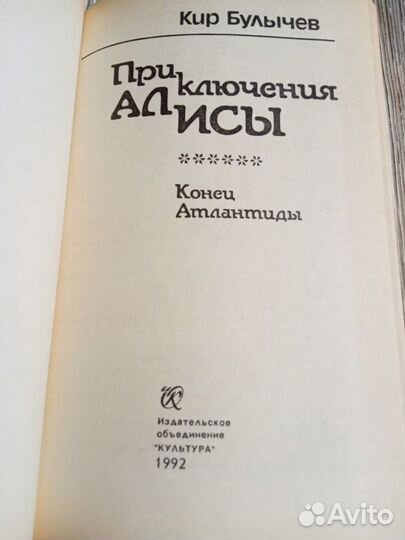 Кир Булычев
Приключения
АЛИСЫ
******
Конец
Атлантиды
Издательское
объединение
"КУЛЬТУРА"
1992
Avito